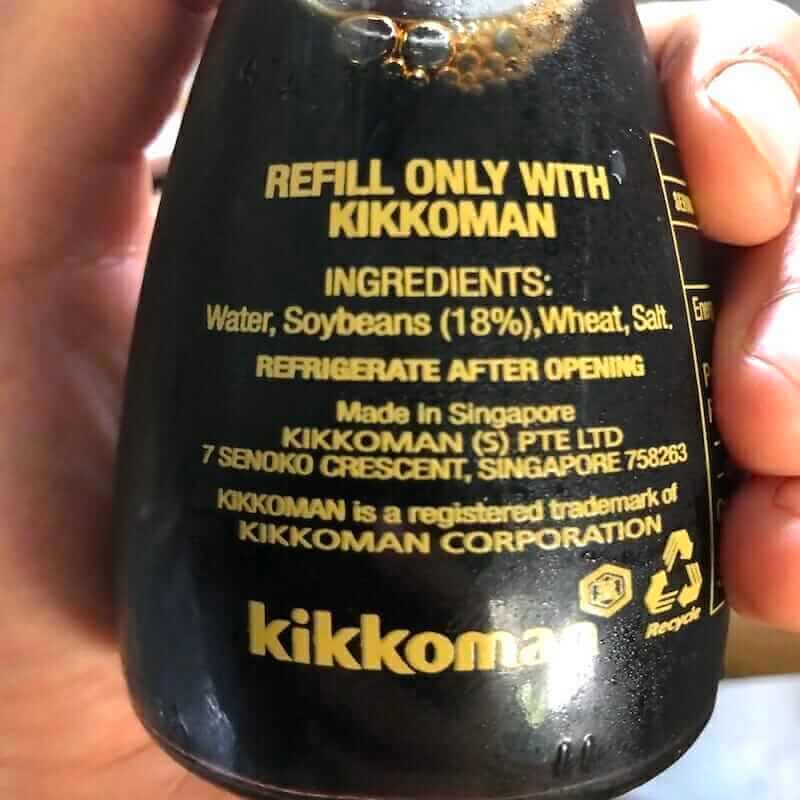 REFILL ONLY WITH
KIKKOMAN
INGREDIENTS:
Water, Soybeans (18%),Wheat, Salt.
REFRIGERATE AFTER OPENING
Made in Singapore
KIKKOMAN (S) PTE LTD
7 SENOKO CRESCENT, SINGAPORE 758263
KIKKOMAN is a registered trademark of
KIKKOMAN CORPORATION
Recycle
kikkoman